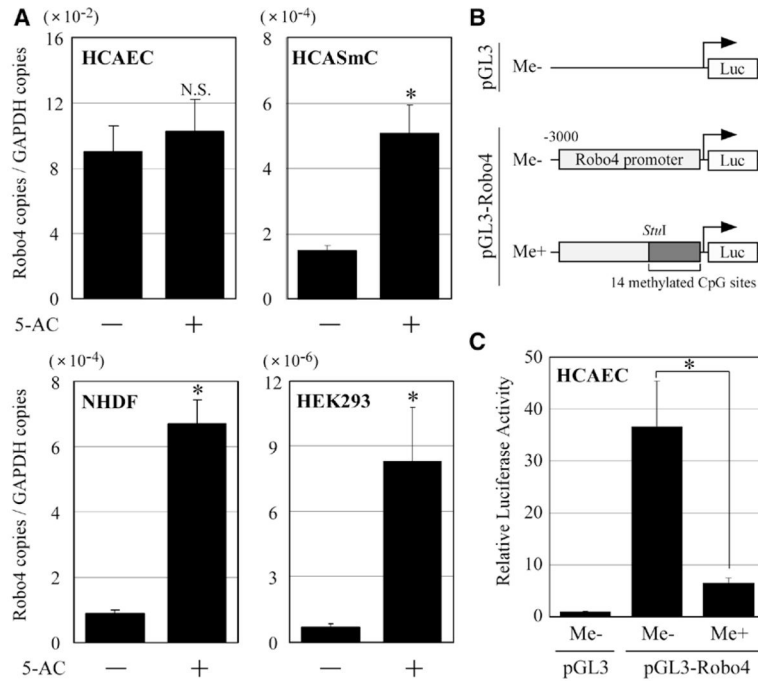 A
(×10-2)
Robo4 copies / GAPDH copies
HCAEC
N.S.
16
12
8
4
0
5-AC
—
+
(×10-4)
HCASmC
*
8
6
4
2
0
—
+
(×10-4)
Robo4 copies / GAPDH copies
NHDF
*
8
6
4
2
0
5-AC
—
+
(×10-6)
HEK293
*
12
9
6
3
0
—
+
B
pGL3
Me-
Luc
pGL3-Robo4
-3000
Me-
Robo4 promoter
Luc
StuI
Me+
Luc
14 methylated CpG sites
C
Relative Luciferase Activity
HCAEC
*
50
40
30
20
10
0
Me- Me- Me+
pGL3 pGL3-Robo4